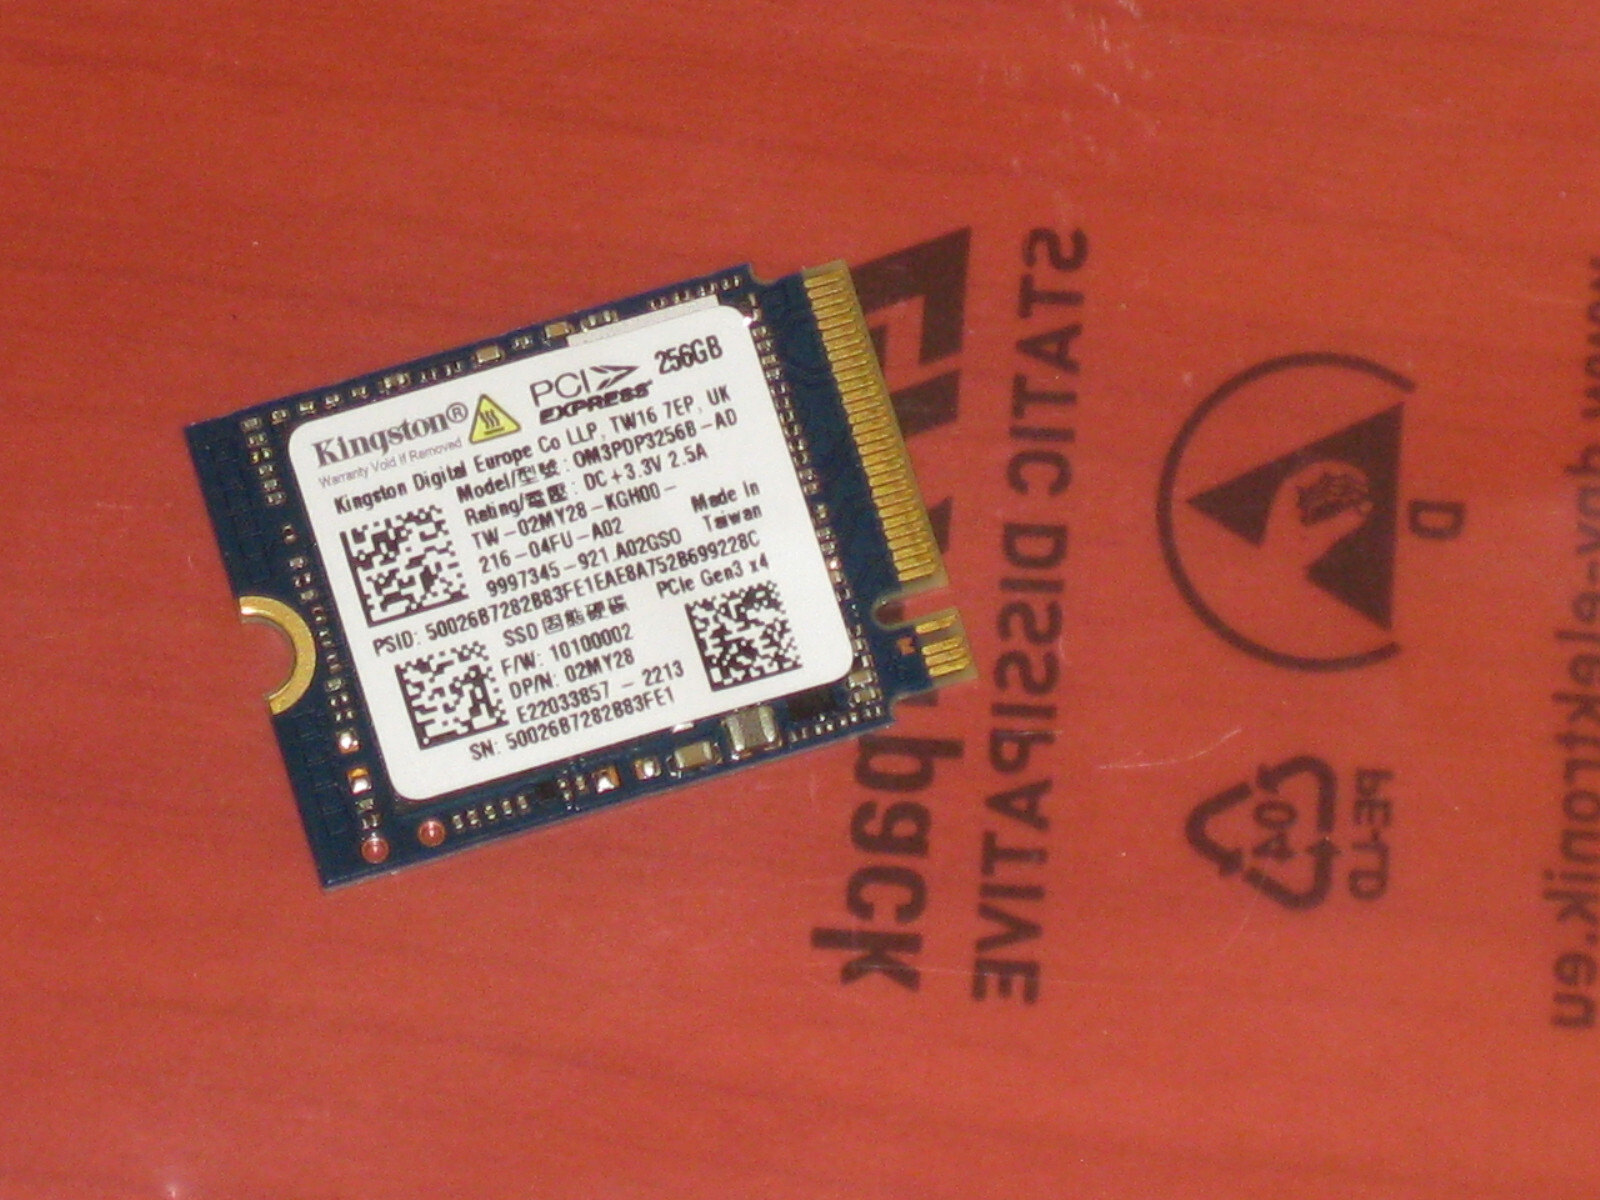 Kingston®
Warranty Void If Removed
PCI
EXPRESS®
256GB
Kingston Digital Europe Co LLP, TW16 7EP, UK
Model/型號: OM3PDP3256B-AD
Rating/電壓: DC+3.3V 2.5A
TW-02MY28-KGH00-
216-04FU-A02
Made In
Taiwan
9997345-921.A02GSO
PSID: 50026B7282B83FE1EAE8A752B699228C
SSD 固態硬碟
PCIe Gen3 x4
F/W: 10100002
DP/N: 02MY28
E22033857 - 2213
SN: 50026B7282B83FE1
pack
STATIC DISSIPATIVE
D
04
PE-LD